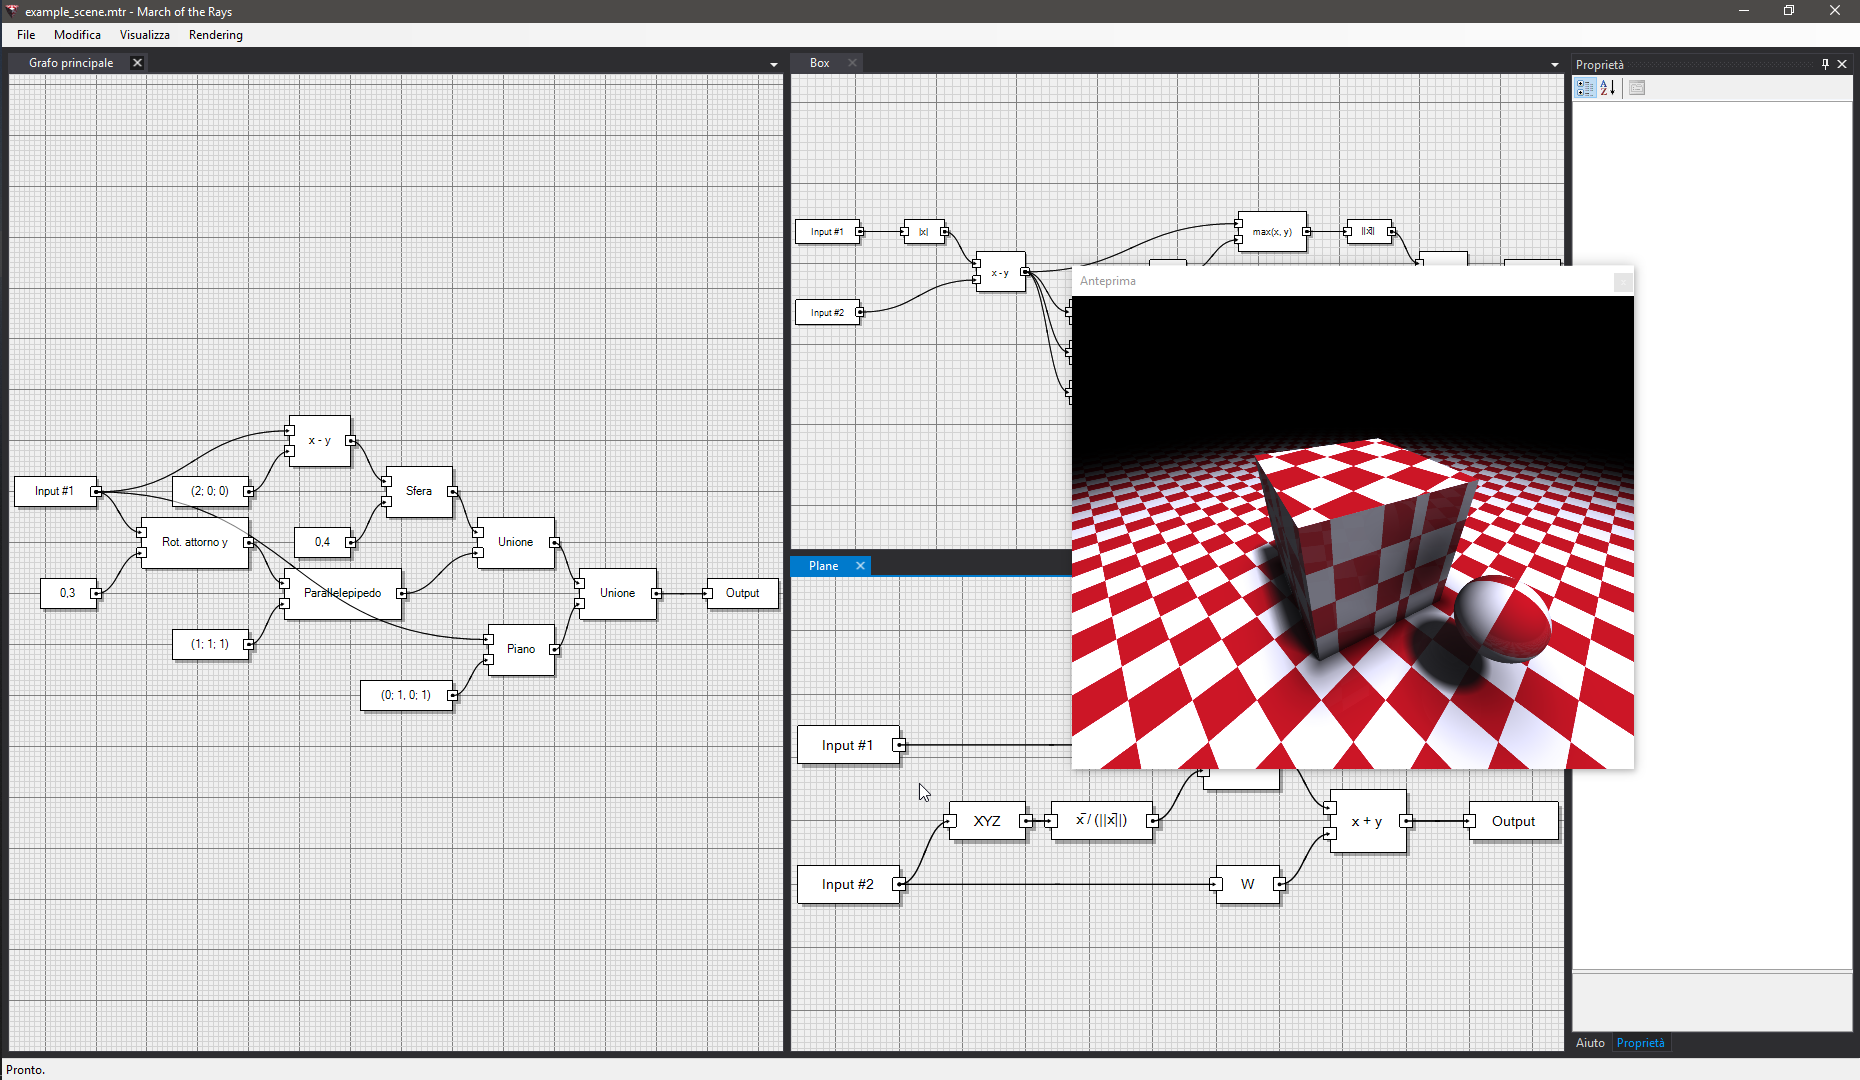 example_scene.mtr - March of the Rays
File Modifica Visualizza Rendering
Grafo principale
Input #1
(2; 0; 0)
x - y
Sfera
Rot. attorno y
0,4
Unione
0,3
Parallelepipedo
Unione
Output
(1; 1; 1)
Piano
(0; 1, 0; 1)
Box
Input #1
|x|
x - y
max(x, y)
||x̄||
Input #2
Anteprima
Plane
Input #1
XYZ
x̄ / (||x̄||)
x + y
Output
Input #2
W
Proprietà
A
Z
Aiuto Proprietà
Pronto.